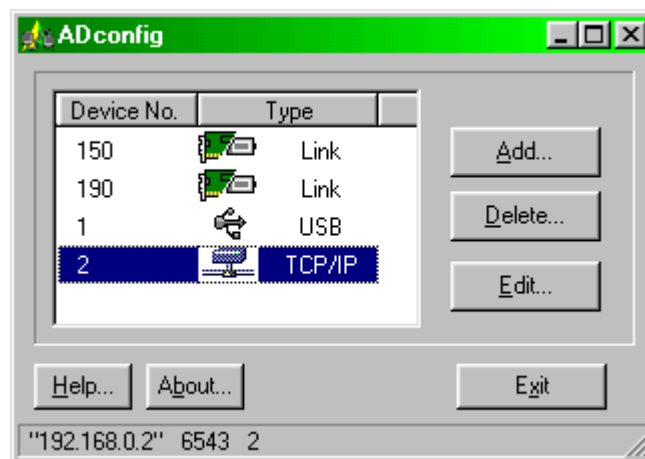 ADconfig
Device No. Type
150 Link
190 Link
1 USB
2 TCP/IP
Add...
Delete...
Edit...
Help... About... Exit
"192.168.0.2" 6543 2